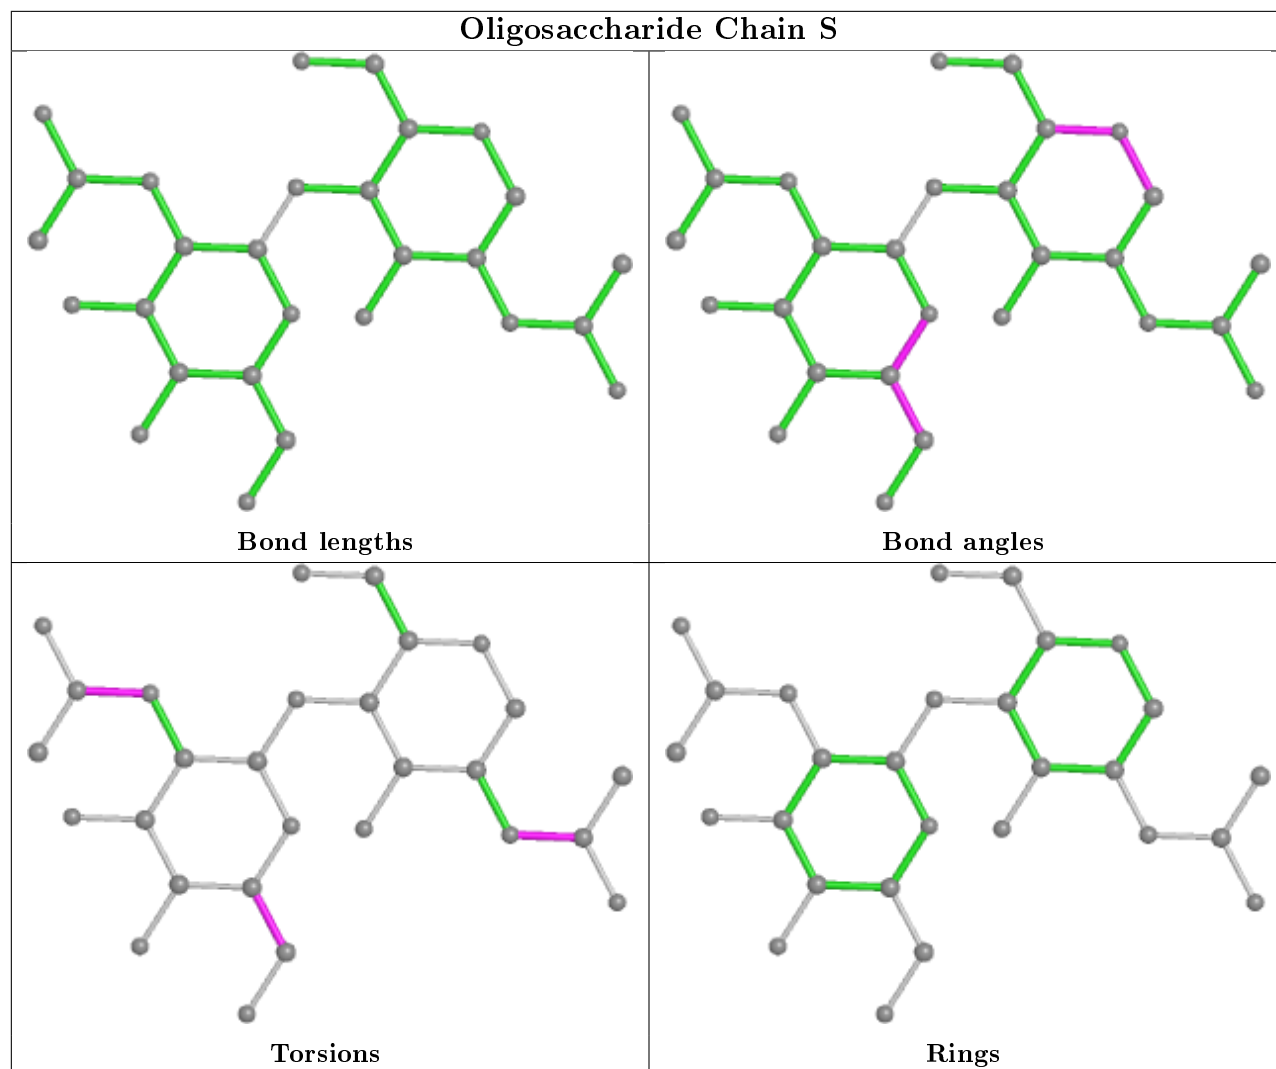 Oligosaccharide Chain S
Bond lengths
Bond angles
Torsions
Rings